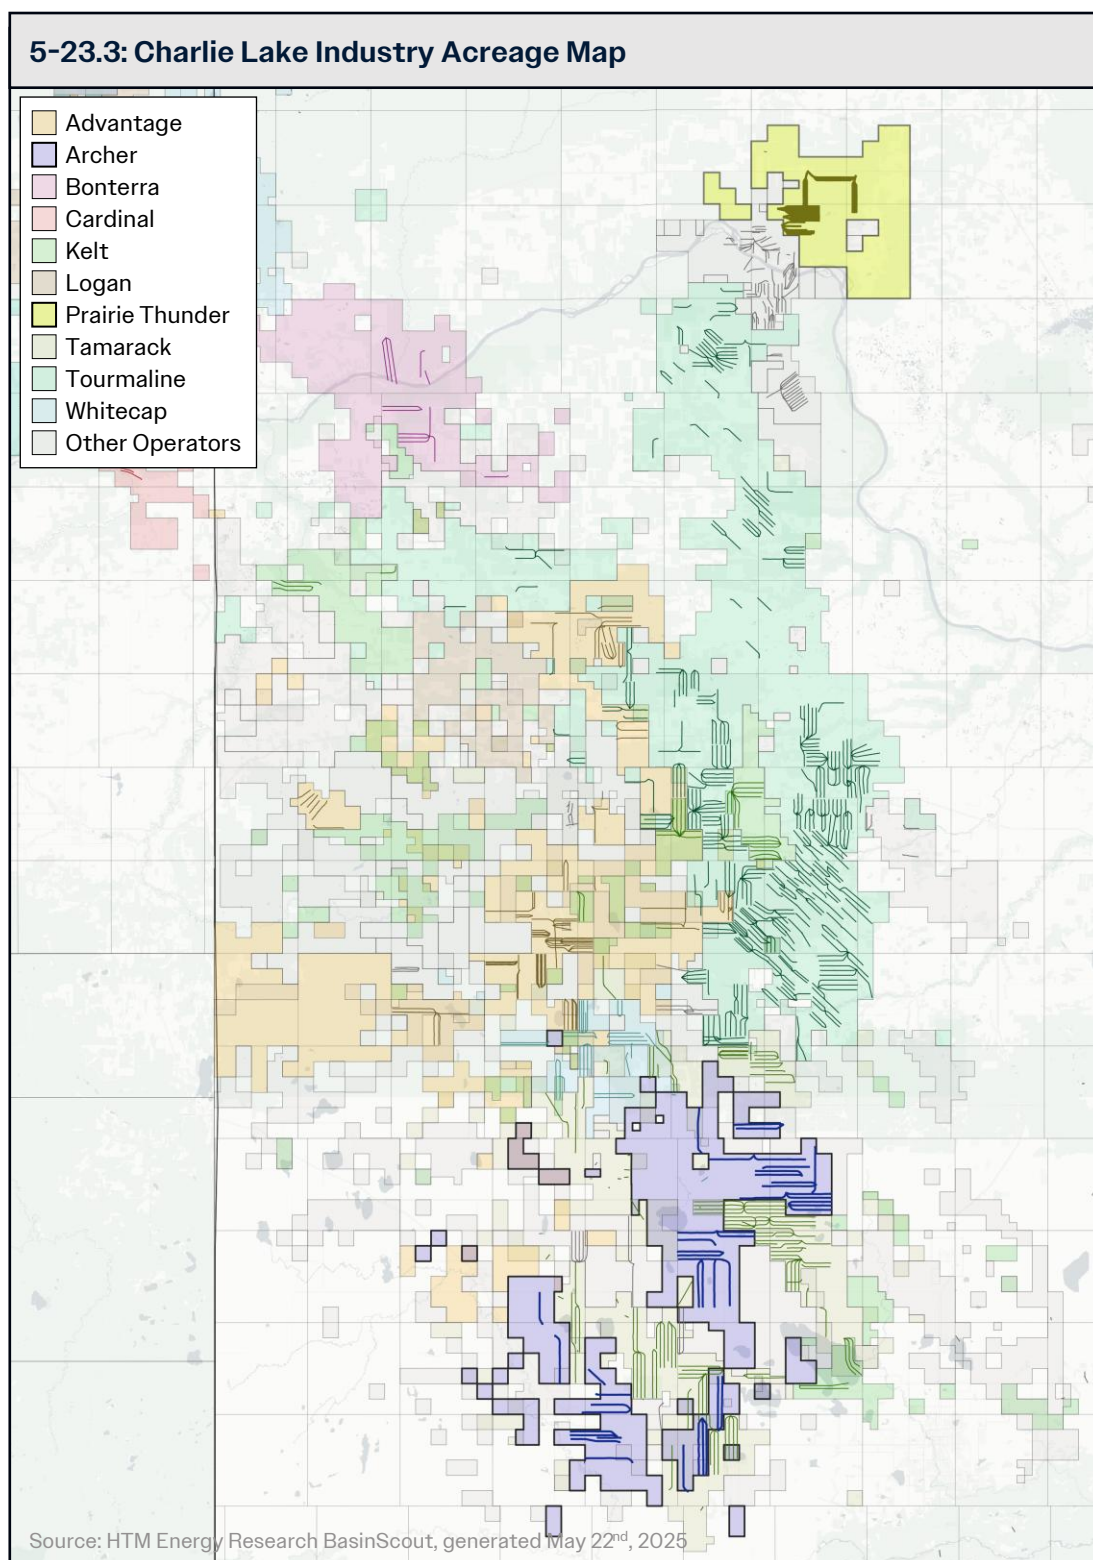 5-23.3: Charlie Lake Industry Acreage Map
Advantage
Archer
Bonterra
Cardinal
Kelt
Logan
Prairie Thunder
Tamarack
Tourmaline
Whitecap
Other Operators
Source: HTM Energy Research BasinScout, generated May 22nd, 2025